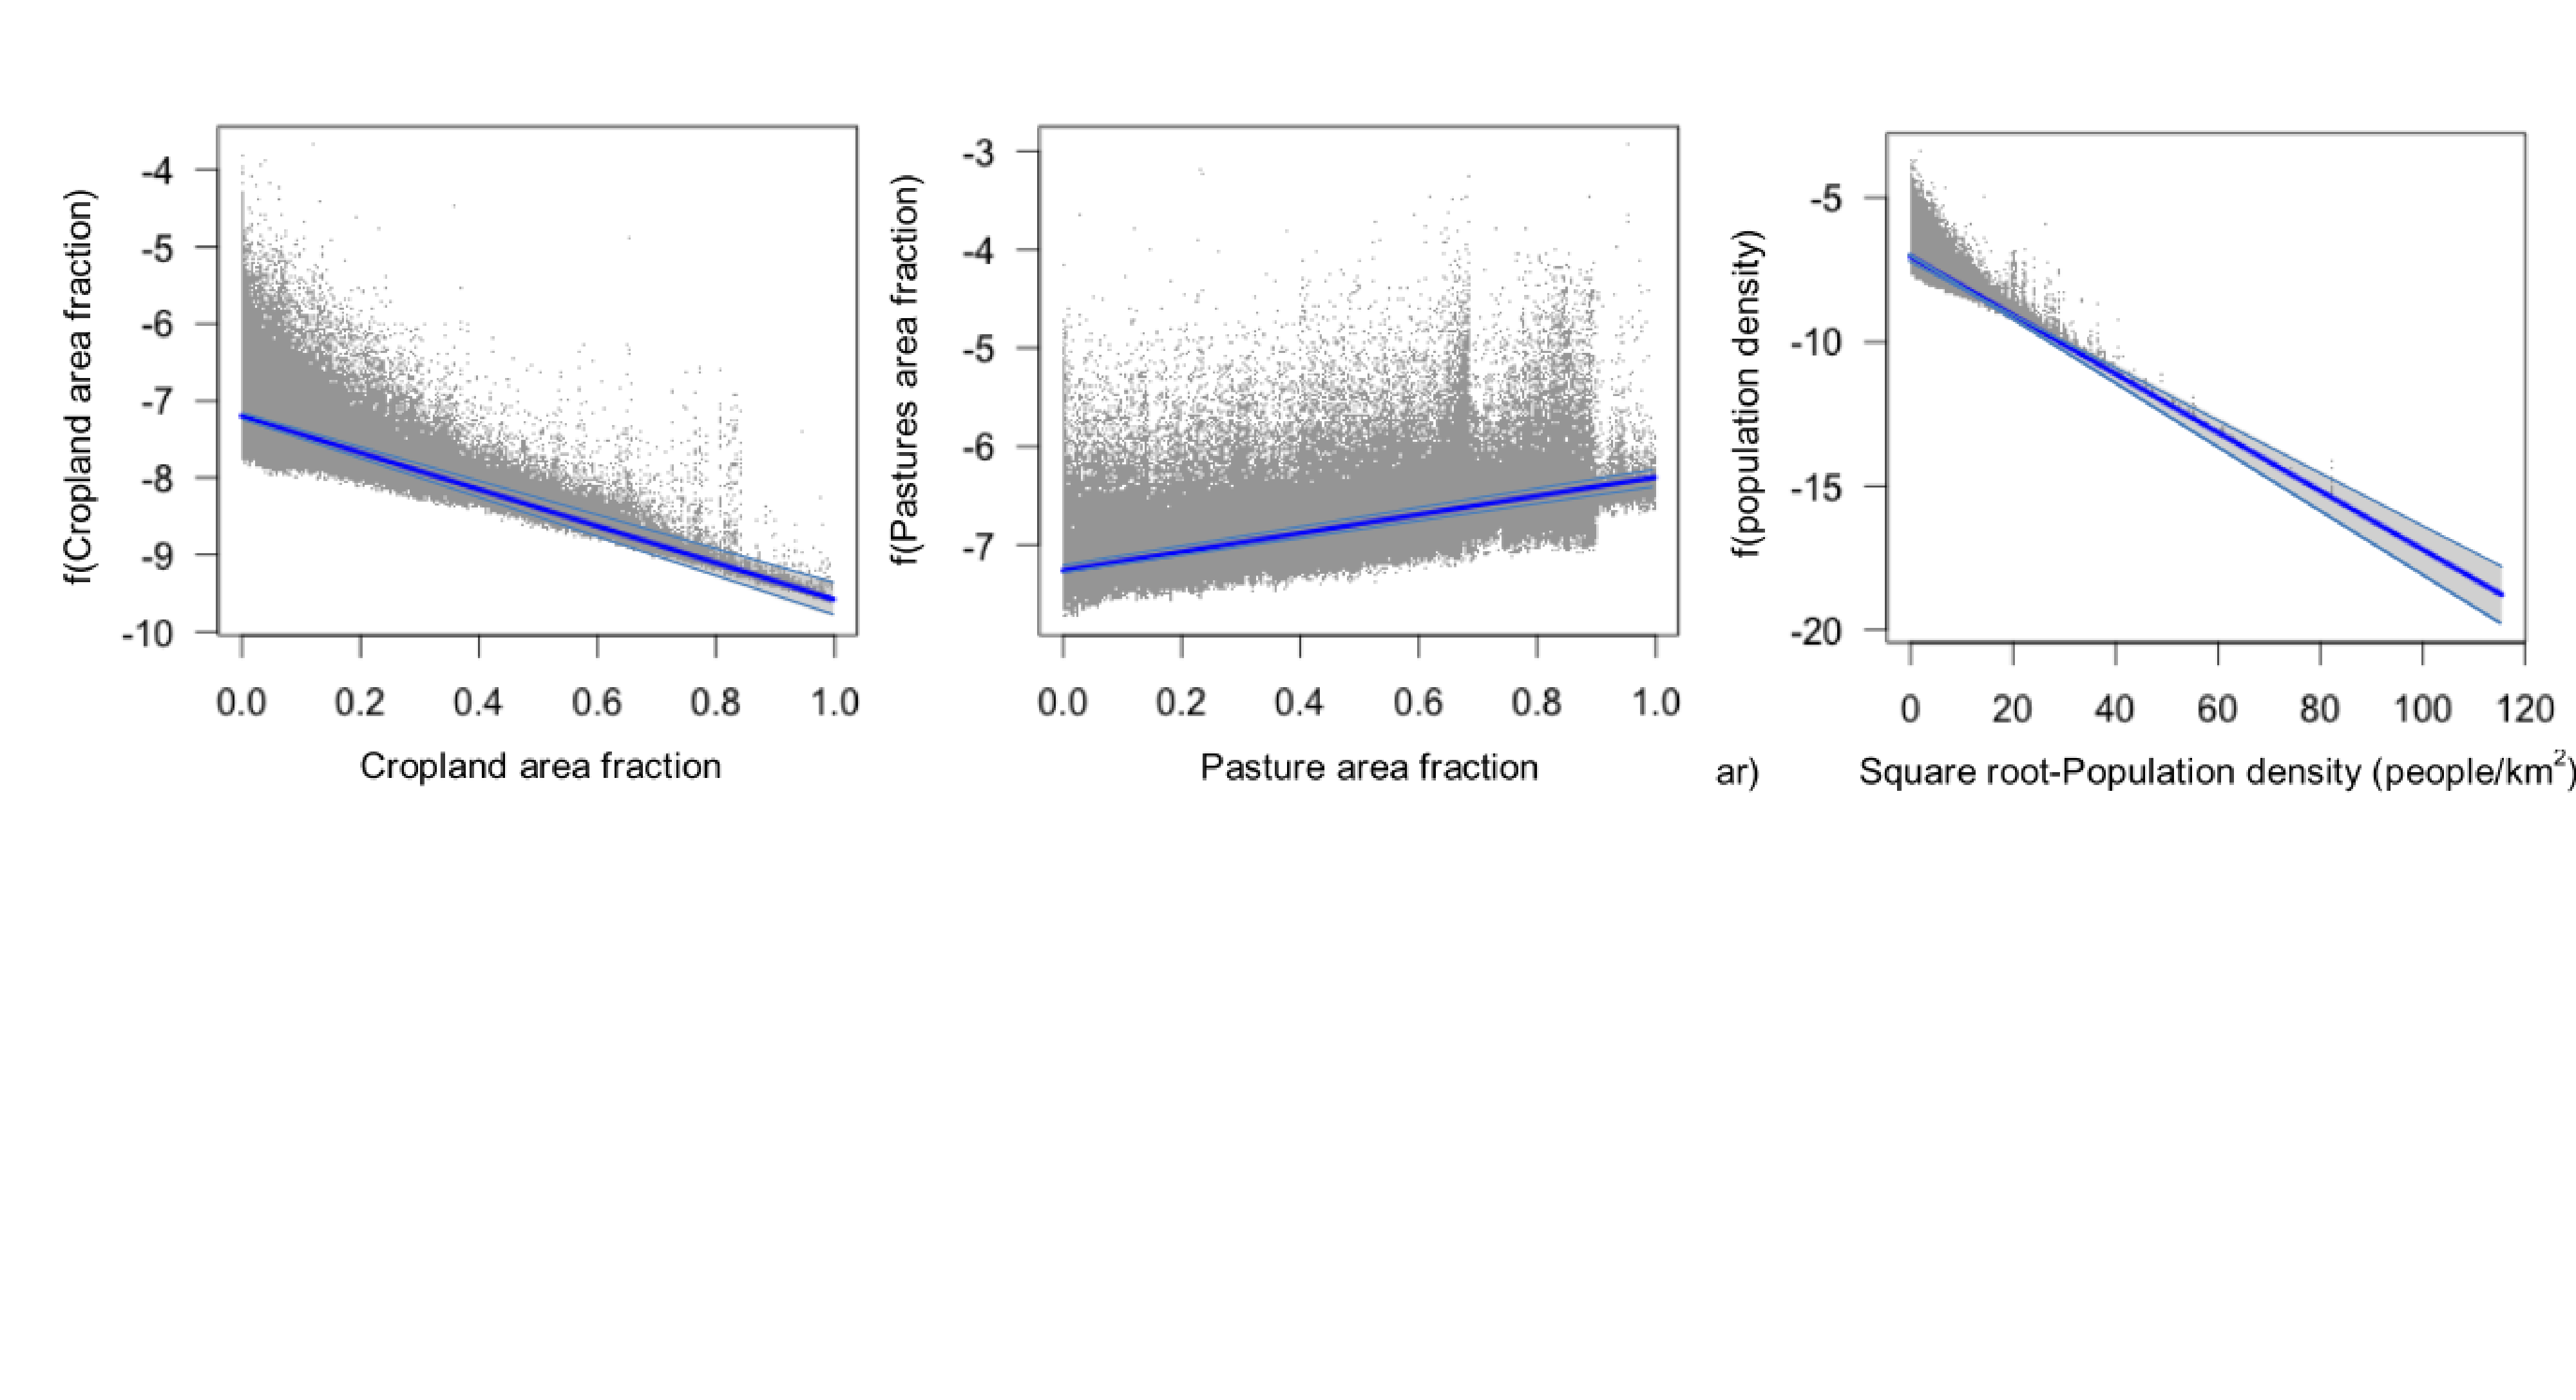 f(Cropland area fraction)
-4
-5
-6
-7
-8
-9
-10
0.0 0.2 0.4 0.6 0.8 1.0
Cropland area fraction
f(Pastures area fraction)
-3
-4
-5
-6
-7
0.0 0.2 0.4 0.6 0.8 1.0
Pasture area fraction
ar)
f(population density)
-5
-10
-15
-20
0 20 40 60 80 100 120
Square root-Population density (people/km²)